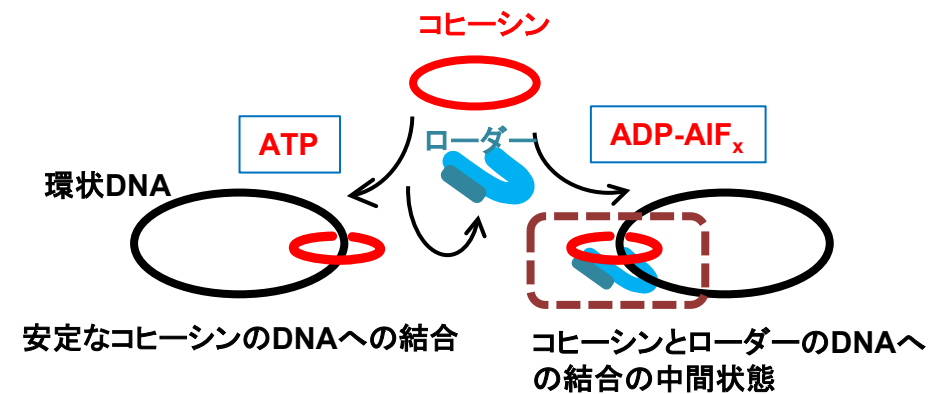 コヒーシン
ATP
ローダー
ADP-AlFx
環状DNA
安定なコヒーシンのDNAへの結合
コヒーシンとローダーのDNAへ
の結合の中間状態